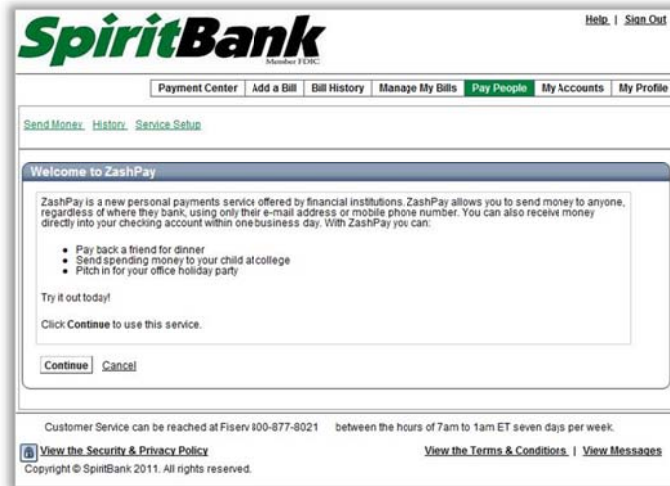 Help | Sign Out
SpiritBank
Member FDIC
Payment Center | Add a Bill | Bill History | Manage My Bills | Pay People | My Accounts | My Profile
Send Money History Service Setup
Welcome to ZashPay
ZashPay is a new personal payments service offered by financial institutions. ZashPay allows you to send money to anyone,
regardless of where they bank, using only their e-mail address or mobile phone number. You can also receive money
directly into your checking account within one business day. With ZashPay you can:
• Pay back a friend for dinner
• Send spending money to your child at college
• Pitch in for your office holiday party
Try it out today!
Click Continue to use this service.
Continue Cancel
Customer Service can be reached at Fiserv 800-877-8021 between the hours of 7am to 1am ET seven days per week.
View the Security & Privacy Policy View the Terms & Conditions | View Messages
Copyright © SpiritBank 2011. All rights reserved.